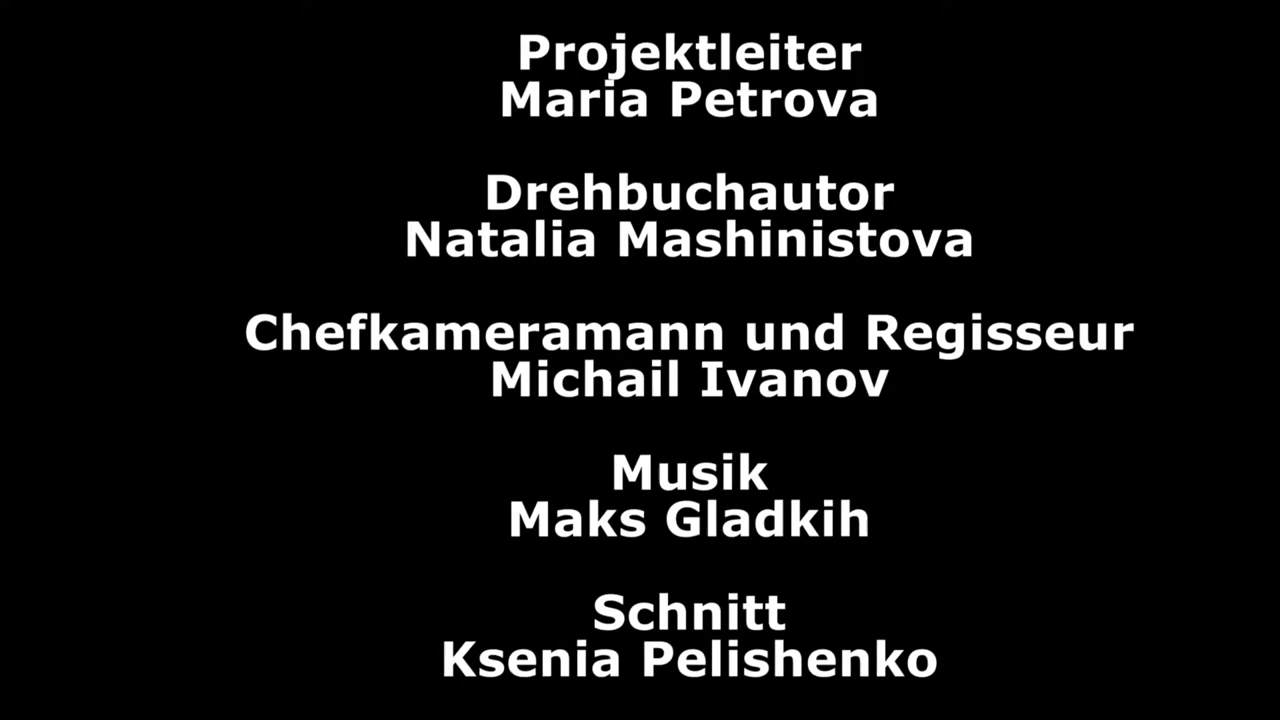 Projektleiter
Maria Petrova
Drehbuchautor
Natalia Mashinistova
Chefkameramann und Regisseur
Michail Ivanov
Musik
Maks Gladkih
Schnitt
Ksenia Pelishenko